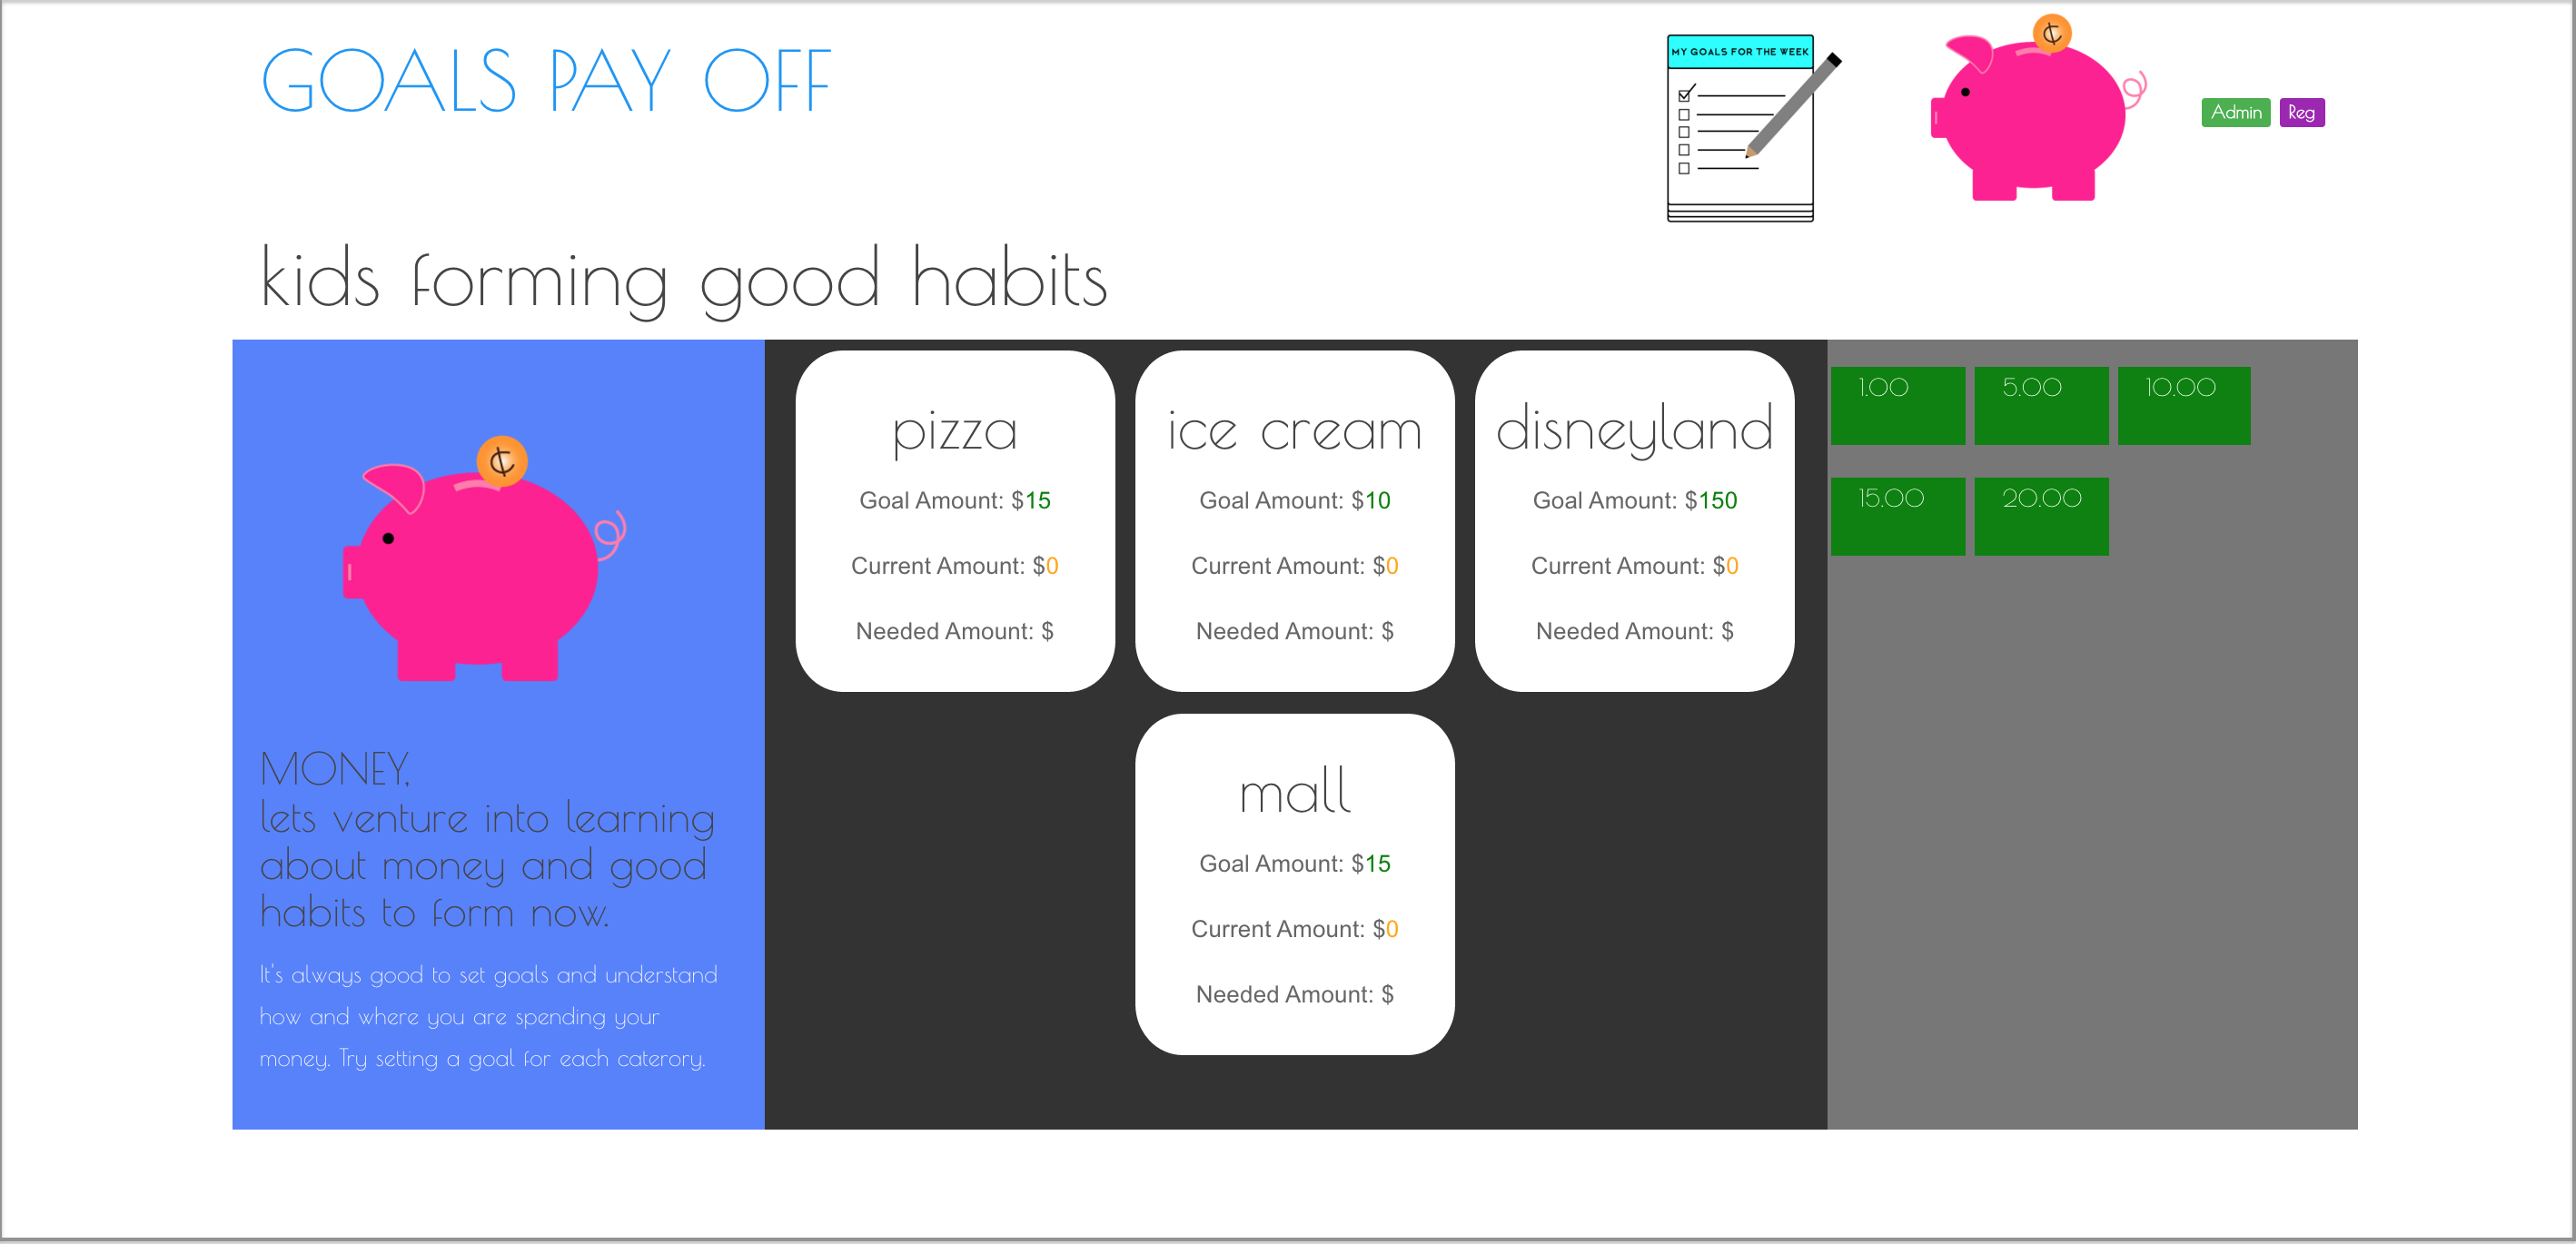 GOALS PAY OFF
MY GOALS FOR THE WEEK
₵
Admin
Reg
kids forming good habits
₵
MONEY,
lets venture into learning
about money and good
habits to form now.
It's always good to set goals and understand
how and where you are spending your
money. Try setting a goal for each caterory.
pizza
Goal Amount: $15
Current Amount: $0
Needed Amount: $
ice cream
Goal Amount: $10
Current Amount: $0
Needed Amount: $
disneyland
Goal Amount: $150
Current Amount: $0
Needed Amount: $
mall
Goal Amount: $15
Current Amount: $0
Needed Amount: $
1.00
5.00
10.00
15.00
20.00